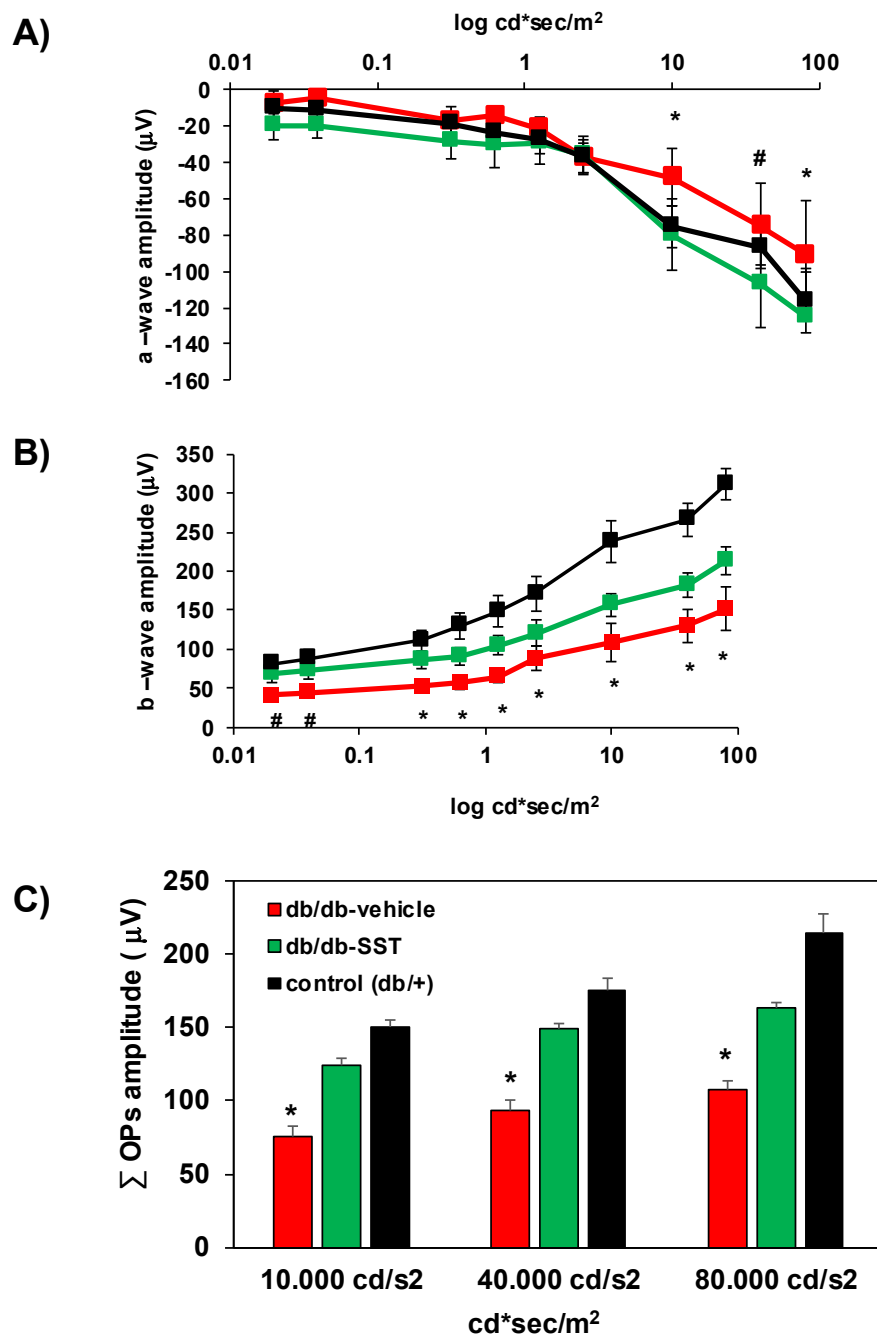 A)
log cd*sec/m²
0.01 0.1 1 10 100
0
-20
-40
-60
-80
-100
-120
-140
-160
a –wave amplitude (µV)
*
#
*
B)
350
300
250
200
150
100
50
0
b –wave amplitude (µV)
# # * * * * * * *
0.01 0.1 1 10 100
log cd*sec/m²
C)
250
200
150
100
50
0
∑ OPs amplitude ( µV)
db/db-vehicle
db/db-SST
control (db/+)
* * *
10.000 cd/s2 40.000 cd/s2 80.000 cd/s2
cd*sec/m²